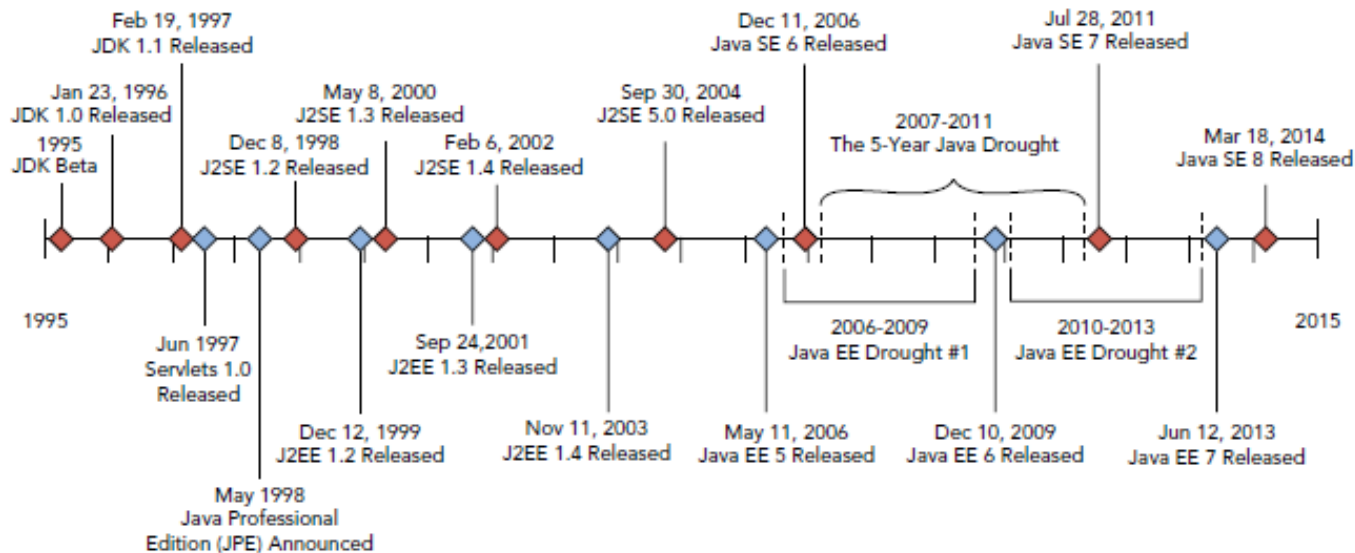 Feb 19, 1997
JDK 1.1 Released
Dec 11, 2006
Java SE 6 Released
Jul 28, 2011
Java SE 7 Released
Jan 23, 1996
JDK 1.0 Released
May 8, 2000
J2SE 1.3 Released
Sep 30, 2004
J2SE 5.0 Released
2007-2011
The 5-Year Java Drought
1995
JDK Beta
Dec 8, 1998
J2SE 1.2 Released
Feb 6, 2002
J2SE 1.4 Released
Mar 18, 2014
Java SE 8 Released
1995
2015
Jun 1997
Servlets 1.0
Released
Sep 24,2001
J2EE 1.3 Released
2006-2009
Java EE Drought #1
2010-2013
Java EE Drought #2
Dec 12, 1999
J2EE 1.2 Released
Nov 11, 2003
J2EE 1.4 Released
May 11, 2006
Java EE 5 Released
Dec 10, 2009
Java EE 6 Released
Jun 12, 2013
Java EE 7 Released
May 1998
Java Professional
Edition (JPE) Announced